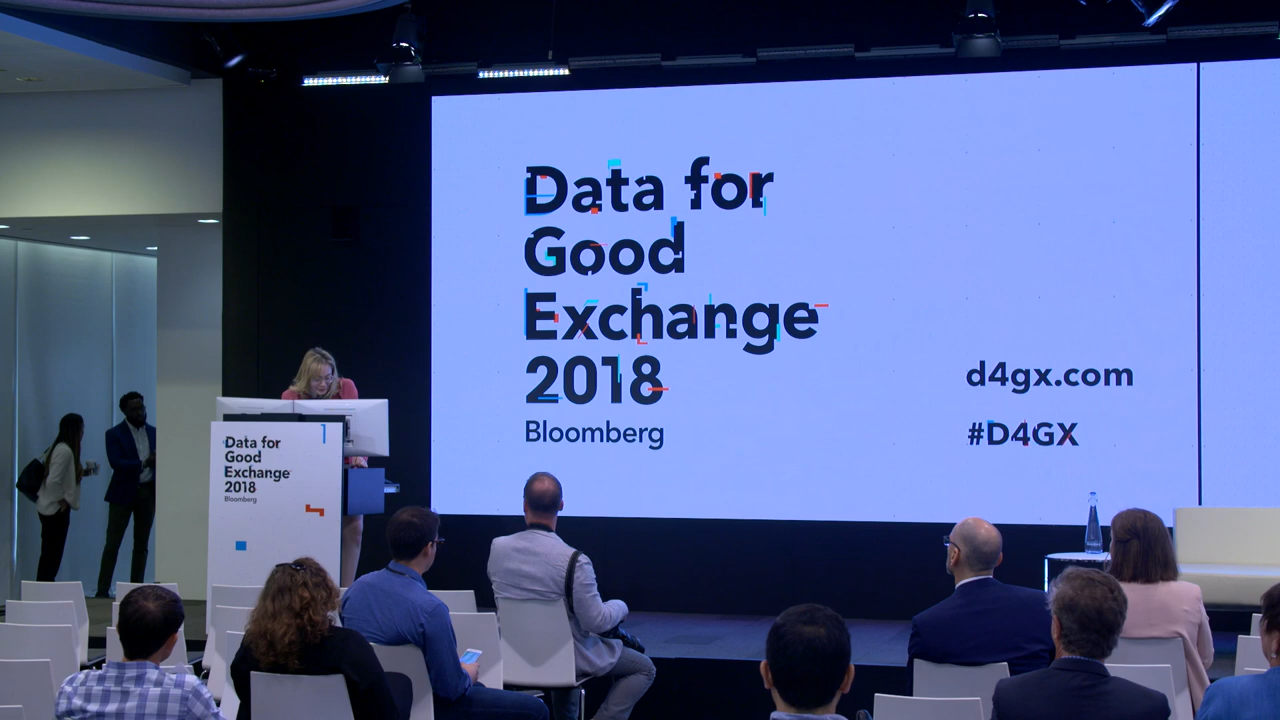 Data for
Good
Exchange
2018
Bloomberg
d4gx.com
#D4GX
Data for
Good
Exchange
2018
Bloomberg